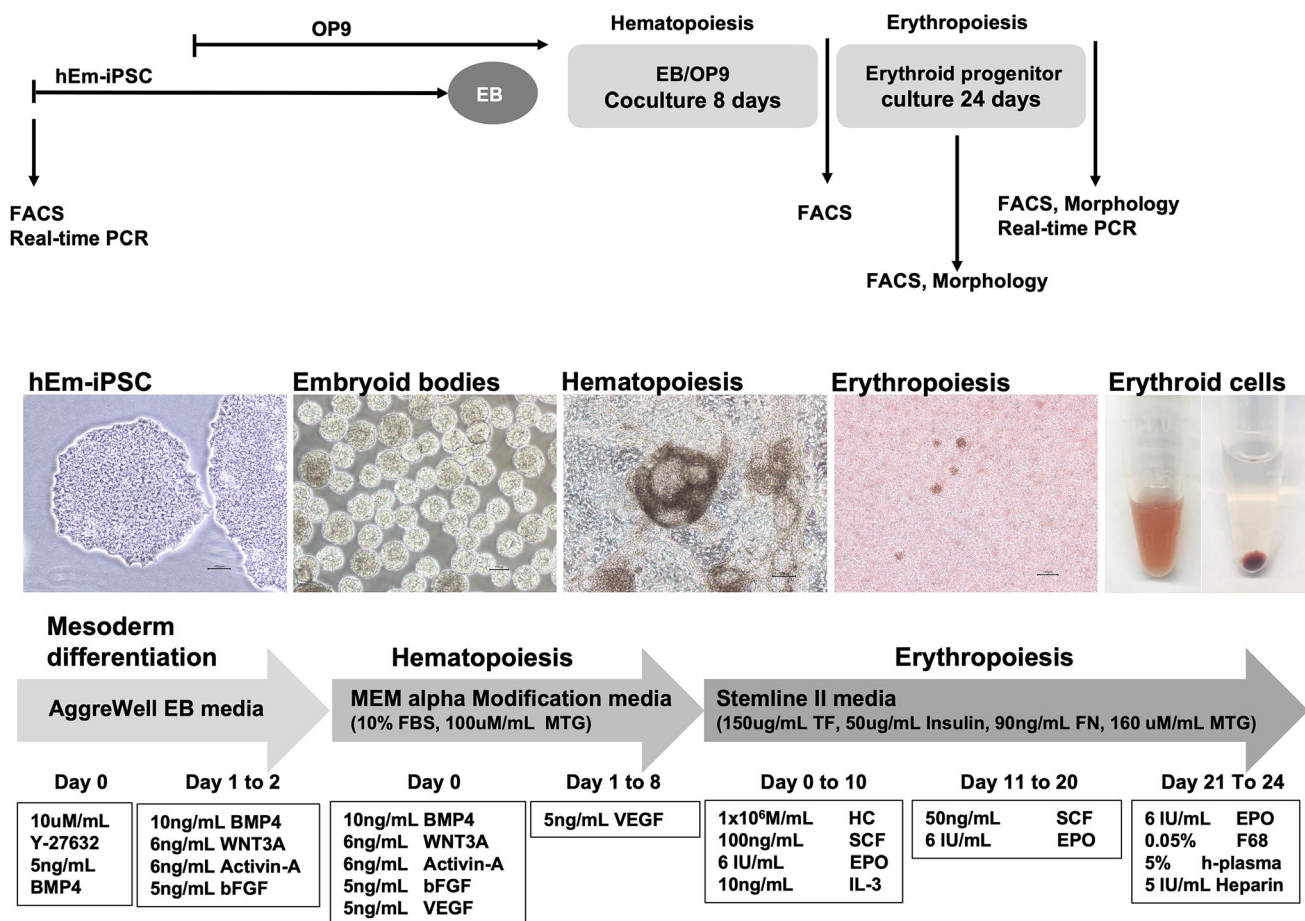 OP9
hEm-iPSC
EB
Hematopoiesis
EB/OP9
Coculture 8 days
Erythropoiesis
Erythroid progenitor
culture 24 days
FACS
Real-time PCR
FACS
FACS, Morphology
Real-time PCR
FACS, Morphology
hEm-iPSC
Embryoid bodies
Hematopoiesis
Erythropoiesis
Erythroid cells
Mesoderm
differentiation
AggreWell EB media
Hematopoiesis
MEM alpha Modification media
(10% FBS, 100uM/mL MTG)
Erythropoiesis
Stemline II media
(150ug/mL TF, 50ug/mL Insulin, 90ng/mL FN, 160 uM/mL MTG)
Day 0
10uM/mL
Y-27632
5ng/mL
BMP4
Day 1 to 2
10ng/mL BMP4
6ng/mL WNT3A
6ng/mL Activin-A
5ng/mL bFGF
Day 0
10ng/mL BMP4
6ng/mL WNT3A
6ng/mL Activin-A
5ng/mL bFGF
5ng/mL VEGF
Day 1 to 8
5ng/mL VEGF
Day 0 to 10
1x10⁶M/mL HC
100ng/mL SCF
6 IU/mL EPO
10ng/mL IL-3
Day 11 to 20
50ng/mL SCF
6 IU/mL EPO
Day 21 To 24
6 IU/mL EPO
0.05% F68
5% h-plasma
5 IU/mL Heparin